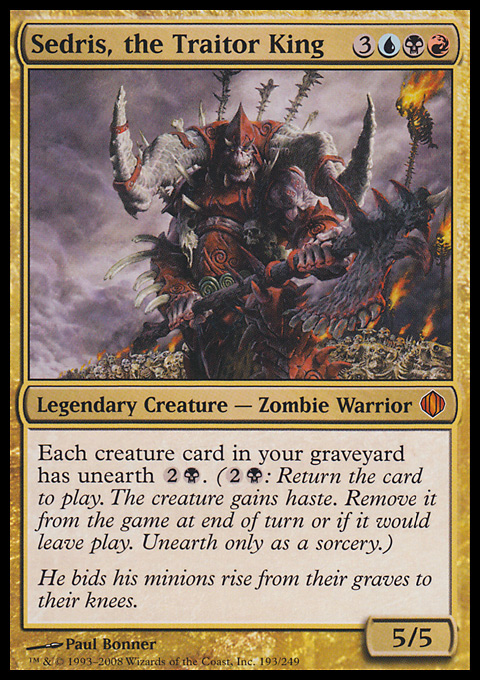 Sedris, the Traitor King 3
Legendary Creature — Zombie Warrior
Each creature card in your graveyard
has unearth 2. (2: Return the card
to play. The creature gains haste. Remove it
from the game at end of turn or if it would
leave play. Unearth only as a sorcery.)
He bids his minions rise from their graves to
their knees.
Paul Bonner
5/5
™ & © 1993–2008 Wizards of the Coast, Inc. 193/249